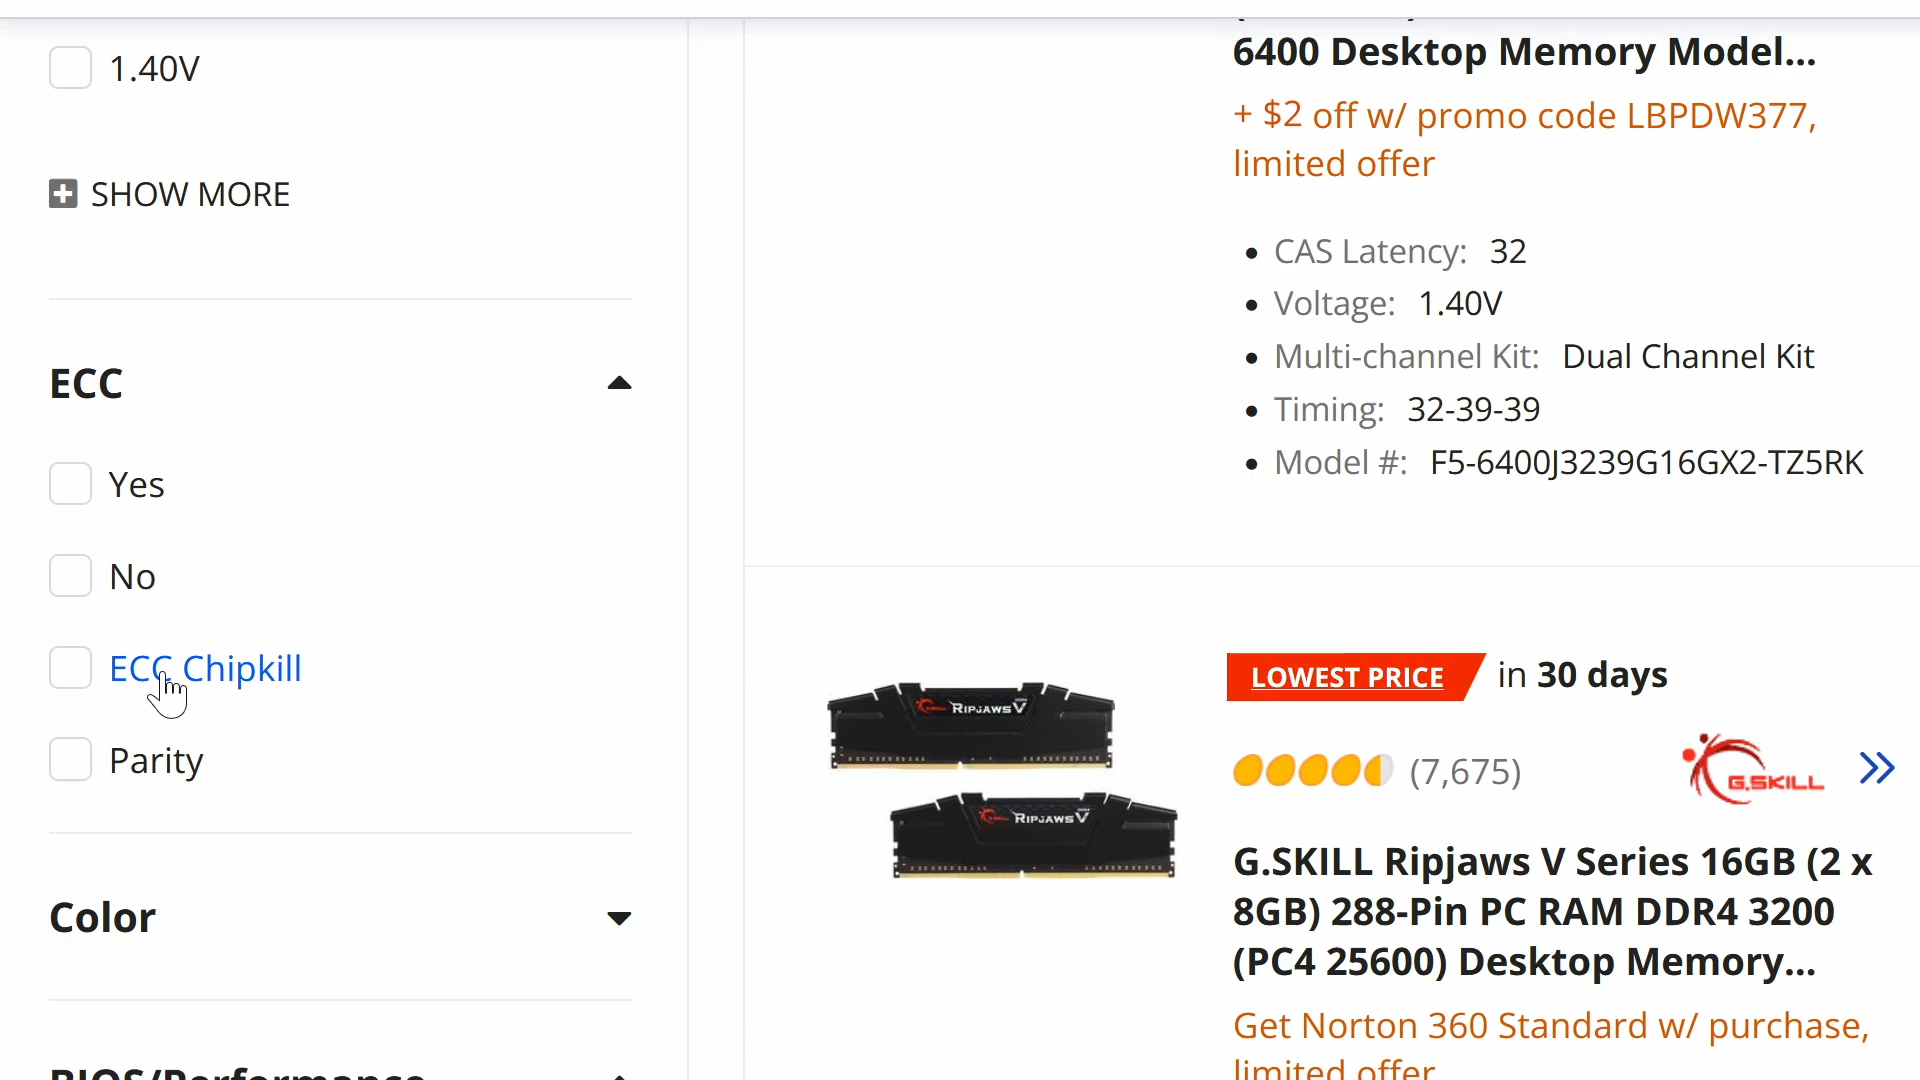 1.40V
SHOW MORE
ECC
Yes
No
ECC Chipkill
Parity
Color
BIOS/Performance
6400 Desktop Memory Model...
+ $2 off w/ promo code LBPDW377,
limited offer
CAS Latency: 32
Voltage: 1.40V
Multi-channel Kit: Dual Channel Kit
Timing: 32-39-39
Model #: F5-6400J3239G16GX2-TZ5RK
RIPJAWS V
RIPJAWS V
LOWEST PRICE in 30 days
(7,675)
G.SKILL
G.SKILL Ripjaws V Series 16GB (2 x
8GB) 288-Pin PC RAM DDR4 3200
(PC4 25600) Desktop Memory...
Get Norton 360 Standard w/ purchase,
limited offer